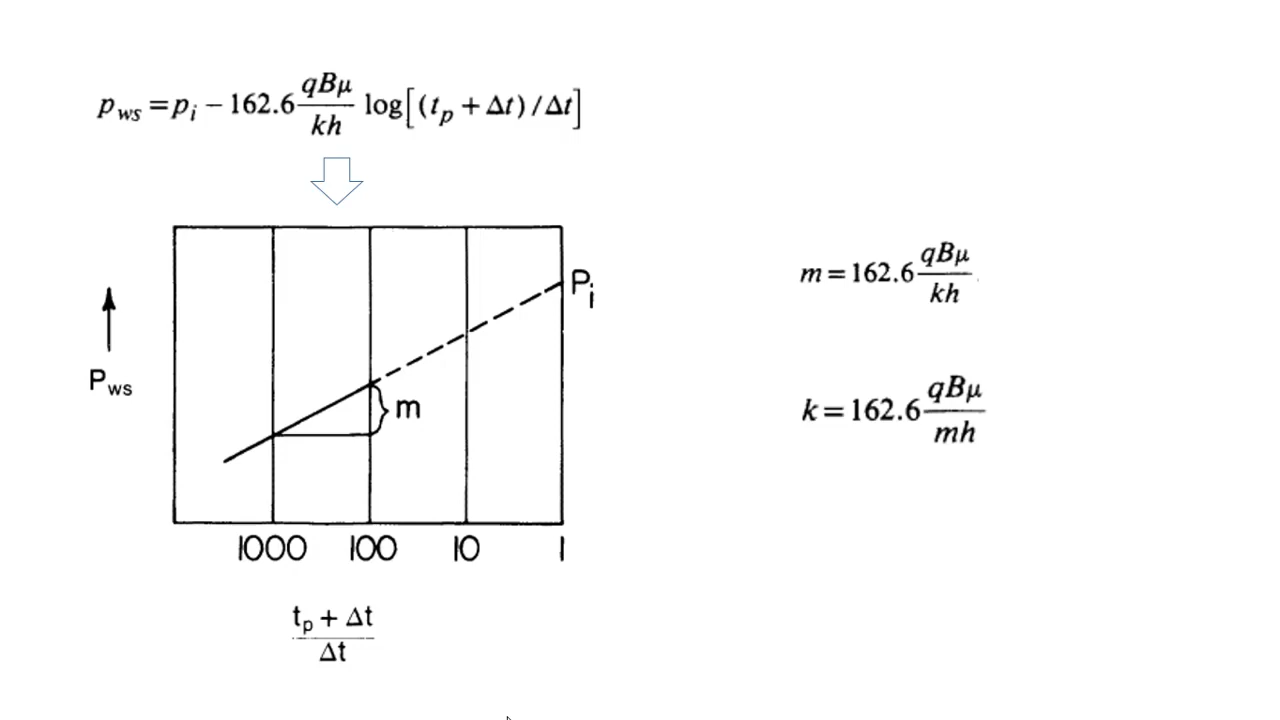 p_ws = p_i − 162.6 qBμ/kh log[(t_p + Δt)/Δt]
P_i
m = 162.6 qBμ/kh
P_ws
m
k = 162.6 qBμ/mh
1000 100 10 1
t_p + Δt
Δt